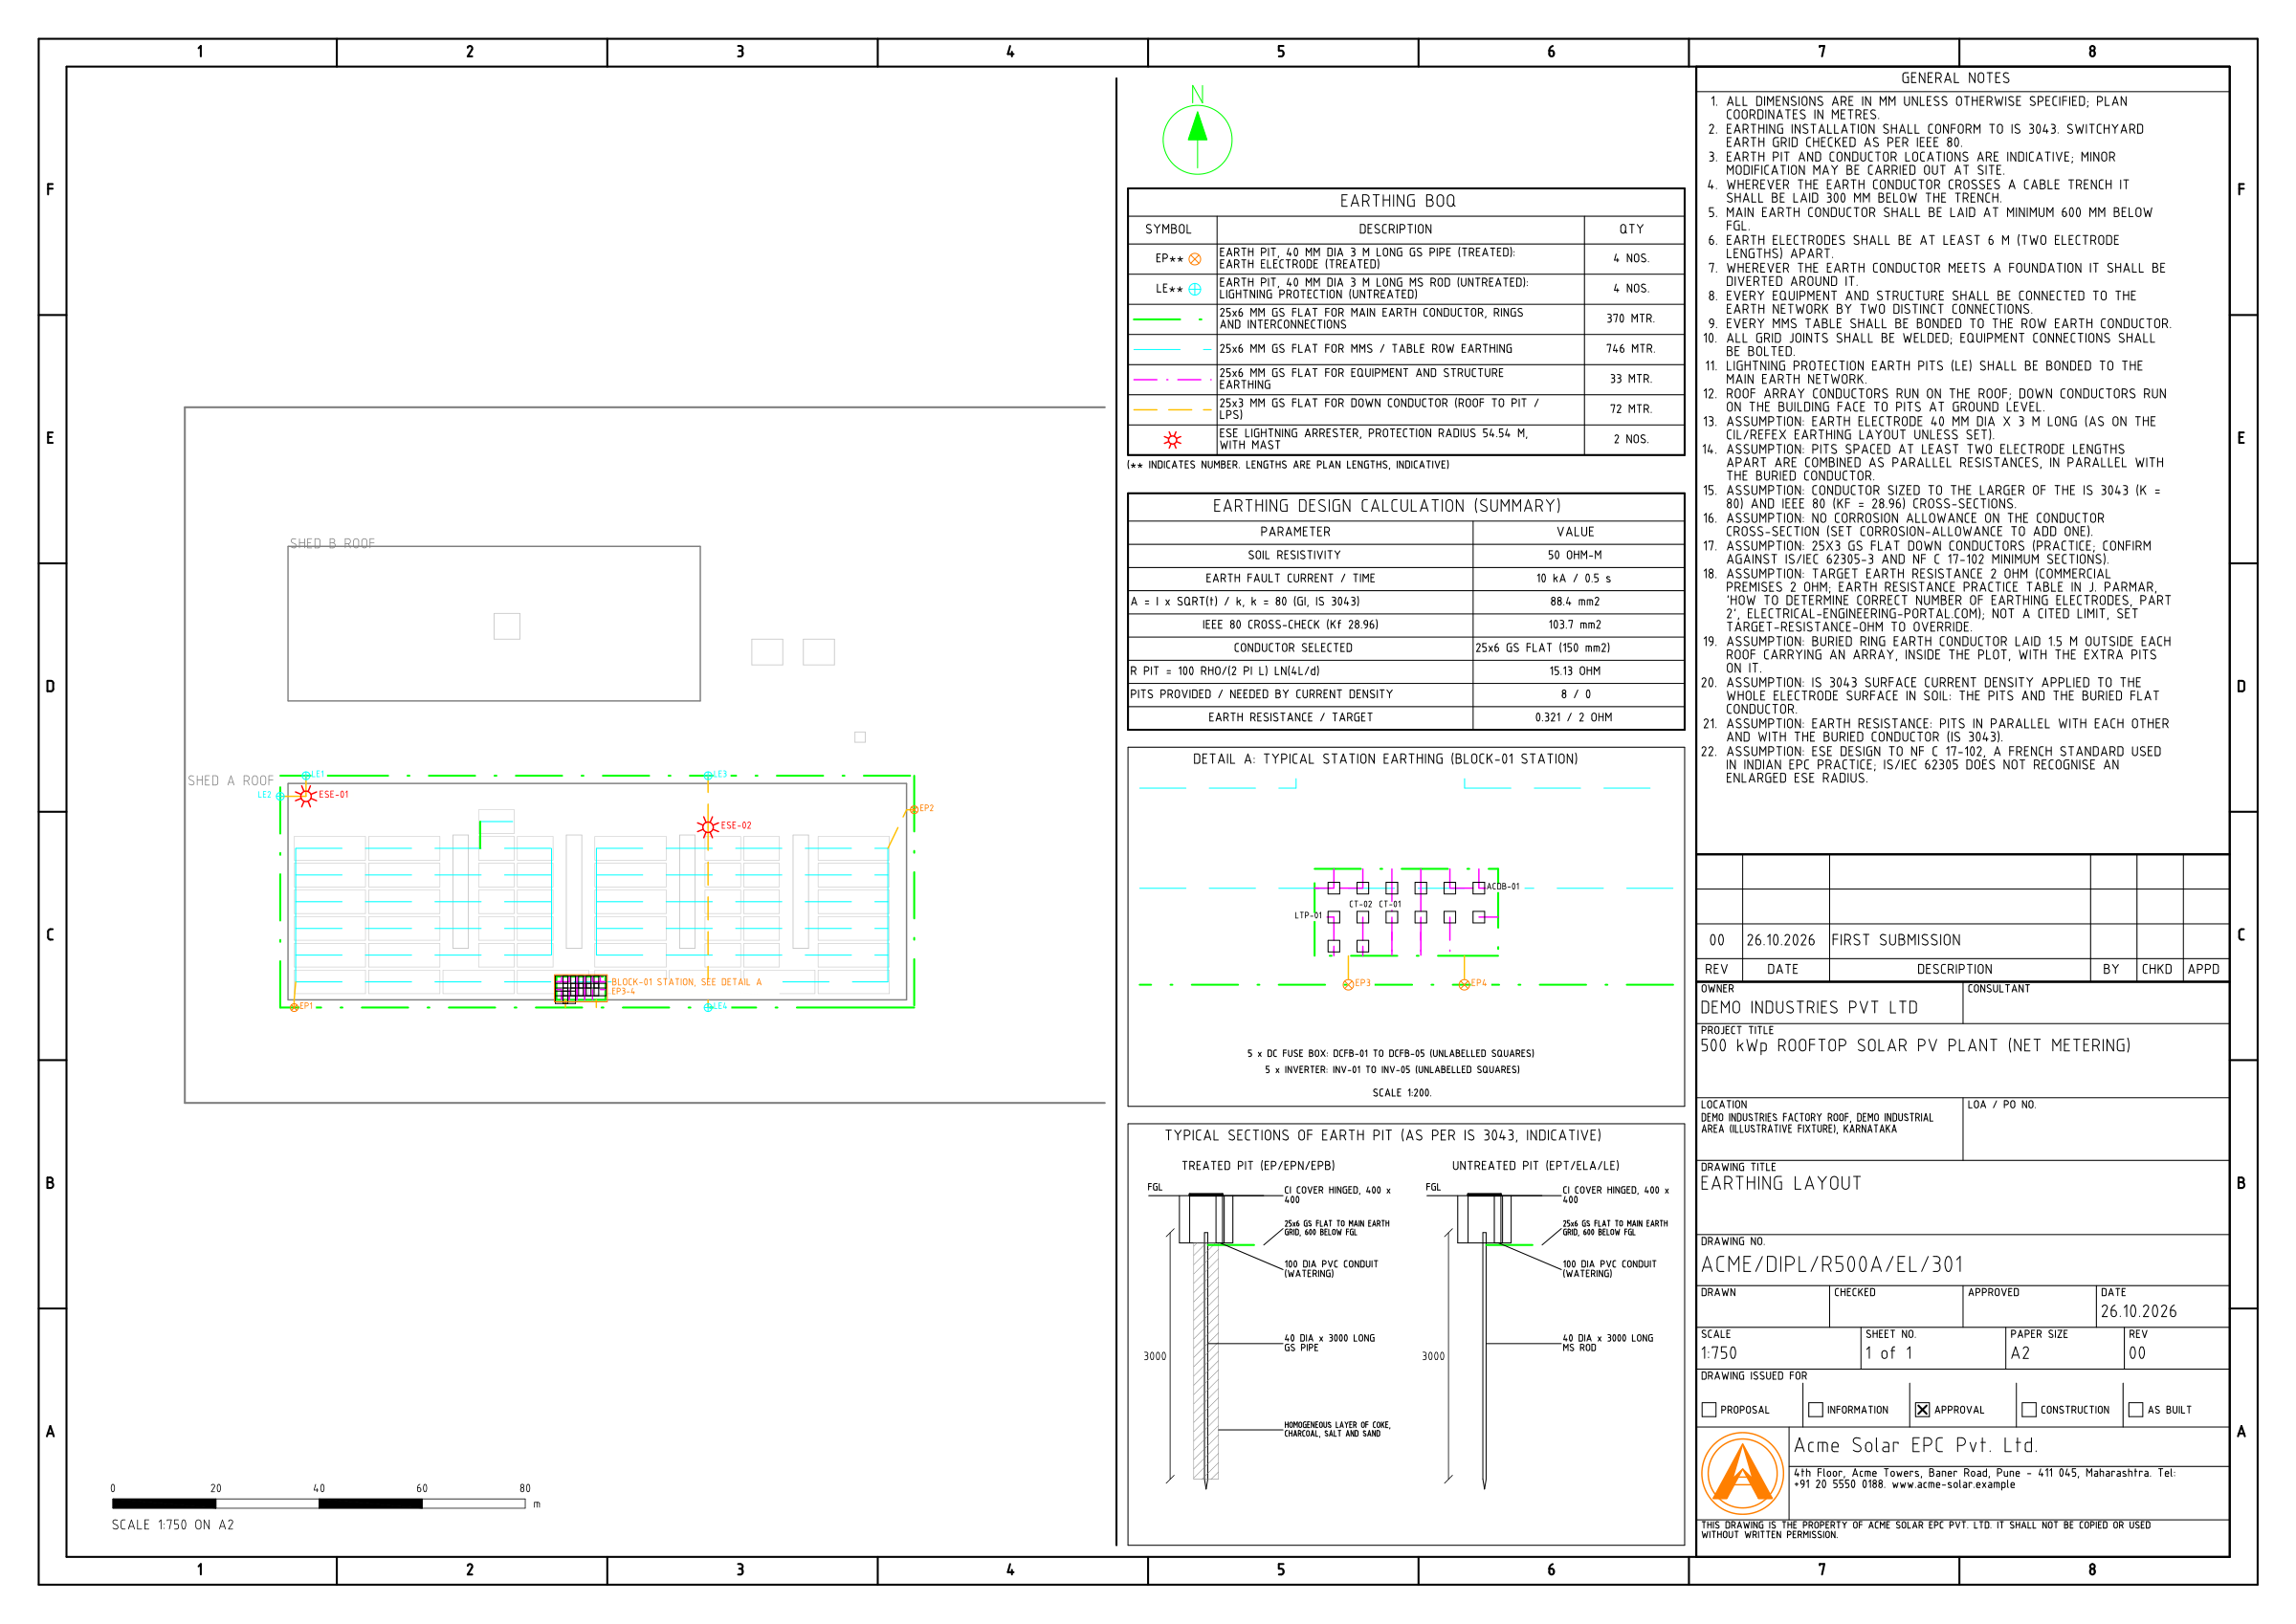 1 2 3 4 5 6 7 8
F
E
D
C
B
A
SHED B ROOF
SHED A ROOF
LE1
LE2
ESE-01
LE3
ESE-02
EP2
BLOCK-01 STATION, SEE DETAIL A
EP3-4
EP1
LE4
0 20 40 60 80 m
SCALE 1:750 ON A2
N
EARTHING BOQ
SYMBOL DESCRIPTION QTY
EP** EARTH PIT, 40 MM DIA 3 M LONG GS PIPE (TREATED): 4 NOS.
EARTH ELECTRODE (TREATED)
LE** EARTH PIT, 40 MM DIA 3 M LONG MS ROD (UNTREATED): 4 NOS.
LIGHTNING PROTECTION (UNTREATED)
25x6 MM GS FLAT FOR MAIN EARTH CONDUCTOR, RINGS 370 MTR.
AND INTERCONNECTIONS
25x6 MM GS FLAT FOR MMS / TABLE ROW EARTHING 746 MTR.
25x6 MM GS FLAT FOR EQUIPMENT AND STRUCTURE 33 MTR.
EARTHING
25x3 MM GS FLAT FOR DOWN CONDUCTOR (ROOF TO PIT / 72 MTR.
LPS)
ESE LIGHTNING ARRESTER, PROTECTION RADIUS 54.54 M, 2 NOS.
WITH MAST
(** INDICATES NUMBER. LENGTHS ARE PLAN LENGTHS, INDICATIVE)
EARTHING DESIGN CALCULATION (SUMMARY)
PARAMETER VALUE
SOIL RESISTIVITY 50 OHM-M
EARTH FAULT CURRENT / TIME 10 kA / 0.5 s
A = I x SQRT(t) / k, k = 80 (GI, IS 3043) 88.4 mm2
IEEE 80 CROSS-CHECK (Kf 28.96) 103.7 mm2
CONDUCTOR SELECTED 25x6 GS FLAT (150 mm2)
R PIT = 100 RHO/(2 PI L) LN(4L/d) 15.13 OHM
PITS PROVIDED / NEEDED BY CURRENT DENSITY 8 / 0
EARTH RESISTANCE / TARGET 0.321 / 2 OHM
DETAIL A: TYPICAL STATION EARTHING (BLOCK-01 STATION)
ACDB-01
CT-02 CT-01
LTP-01
EP3 EP4
5 x DC FUSE BOX: DCFB-01 TO DCFB-05 (UNLABELLED SQUARES)
5 x INVERTER: INV-01 TO INV-05 (UNLABELLED SQUARES)
SCALE 1:200.
TYPICAL SECTIONS OF EARTH PIT (AS PER IS 3043, INDICATIVE)
TREATED PIT (EP/EPN/EPB)
FGL
CI COVER HINGED, 400 x
400
25x6 GS FLAT TO MAIN EARTH
GRID, 600 BELOW FGL
100 DIA PVC CONDUIT
(WATERING)
40 DIA x 3000 LONG
GS PIPE
3000
HOMOGENEOUS LAYER OF COKE,
CHARCOAL, SALT AND SAND
UNTREATED PIT (EPT/ELA/LE)
FGL
CI COVER HINGED, 400 x
400
25x6 GS FLAT TO MAIN EARTH
GRID, 600 BELOW FGL
100 DIA PVC CONDUIT
(WATERING)
40 DIA x 3000 LONG
MS ROD
3000
GENERAL NOTES
1. ALL DIMENSIONS ARE IN MM UNLESS OTHERWISE SPECIFIED; PLAN
COORDINATES IN METRES.
2. EARTHING INSTALLATION SHALL CONFORM TO IS 3043. SWITCHYARD
EARTH GRID CHECKED AS PER IEEE 80.
3. EARTH PIT AND CONDUCTOR LOCATIONS ARE INDICATIVE; MINOR
MODIFICATION MAY BE CARRIED OUT AT SITE.
4. WHEREVER THE EARTH CONDUCTOR CROSSES A CABLE TRENCH IT
SHALL BE LAID 300 MM BELOW THE TRENCH.
5. MAIN EARTH CONDUCTOR SHALL BE LAID AT MINIMUM 600 MM BELOW
FGL.
6. EARTH ELECTRODES SHALL BE AT LEAST 6 M (TWO ELECTRODE
LENGTHS) APART.
7. WHEREVER THE EARTH CONDUCTOR MEETS A FOUNDATION IT SHALL BE
DIVERTED AROUND IT.
8. EVERY EQUIPMENT AND STRUCTURE SHALL BE CONNECTED TO THE
EARTH NETWORK BY TWO DISTINCT CONNECTIONS.
9. EVERY MMS TABLE SHALL BE BONDED TO THE ROW EARTH CONDUCTOR.
10. ALL GRID JOINTS SHALL BE WELDED; EQUIPMENT CONNECTIONS SHALL
BE BOLTED.
11. LIGHTNING PROTECTION EARTH PITS (LE) SHALL BE BONDED TO THE
MAIN EARTH NETWORK.
12. ROOF ARRAY CONDUCTORS RUN ON THE ROOF; DOWN CONDUCTORS RUN
ON THE BUILDING FACE TO PITS AT GROUND LEVEL.
13. ASSUMPTION: EARTH ELECTRODE 40 MM DIA X 3 M LONG (AS ON THE
CIL/REFEX EARTHING LAYOUT UNLESS SET).
14. ASSUMPTION: PITS SPACED AT LEAST TWO ELECTRODE LENGTHS
APART ARE COMBINED AS PARALLEL RESISTANCES, IN PARALLEL WITH
THE BURIED CONDUCTOR.
15. ASSUMPTION: CONDUCTOR SIZED TO THE LARGER OF THE IS 3043 (K =
80) AND IEEE 80 (KF = 28.96) CROSS-SECTIONS.
16. ASSUMPTION: NO CORROSION ALLOWANCE ON THE CONDUCTOR
CROSS-SECTION (SET CORROSION-ALLOWANCE TO ADD ONE).
17. ASSUMPTION: 25X3 GS FLAT DOWN CONDUCTORS (PRACTICE; CONFIRM
AGAINST IS/IEC 62305-3 AND NF C 17-102 MINIMUM SECTIONS).
18. ASSUMPTION: TARGET EARTH RESISTANCE 2 OHM (COMMERCIAL
PREMISES 2 OHM; EARTH RESISTANCE PRACTICE TABLE IN J. PARMAR,
'HOW TO DETERMINE CORRECT NUMBER OF EARTHING ELECTRODES, PART
2', ELECTRICAL-ENGINEERING-PORTAL.COM); NOT A CITED LIMIT, SET
TARGET-RESISTANCE-OHM TO OVERRIDE.
19. ASSUMPTION: BURIED RING EARTH CONDUCTOR LAID 1.5 M OUTSIDE EACH
ROOF CARRYING AN ARRAY, INSIDE THE PLOT, WITH THE EXTRA PITS
ON IT.
20. ASSUMPTION: IS 3043 SURFACE CURRENT DENSITY APPLIED TO THE
WHOLE ELECTRODE SURFACE IN SOIL: THE PITS AND THE BURIED FLAT
CONDUCTOR.
21. ASSUMPTION: EARTH RESISTANCE: PITS IN PARALLEL WITH EACH OTHER
AND WITH THE BURIED CONDUCTOR (IS 3043).
22. ASSUMPTION: ESE DESIGN TO NF C 17-102, A FRENCH STANDARD USED
IN INDIAN EPC PRACTICE; IS/IEC 62305 DOES NOT RECOGNISE AN
ENLARGED ESE RADIUS.
00 26.10.2026 FIRST SUBMISSION
REV DATE DESCRIPTION BY CHKD APPD
OWNER
DEMO INDUSTRIES PVT LTD
CONSULTANT
PROJECT TITLE
500 kWp ROOFTOP SOLAR PV PLANT (NET METERING)
LOCATION
DEMO INDUSTRIES FACTORY ROOF, DEMO INDUSTRIAL
AREA (ILLUSTRATIVE FIXTURE), KARNATAKA
LOA / PO NO.
DRAWING TITLE
EARTHING LAYOUT
DRAWING NO.
ACME/DIPL/R500A/EL/301
DRAWN CHECKED APPROVED DATE
26.10.2026
SCALE SHEET NO. PAPER SIZE REV
1:750 1 of 1 A2 00
DRAWING ISSUED FOR
PROPOSAL INFORMATION APPROVAL CONSTRUCTION AS BUILT
Acme Solar EPC Pvt. Ltd.
4th Floor, Acme Towers, Baner Road, Pune - 411 045, Maharashtra. Tel:
+91 20 5550 0188. www.acme-solar.example
THIS DRAWING IS THE PROPERTY OF ACME SOLAR EPC PVT. LTD. IT SHALL NOT BE COPIED OR USED
WITHOUT WRITTEN PERMISSION.
F
E
D
C
B
A
1 2 3 4 5 6 7 8